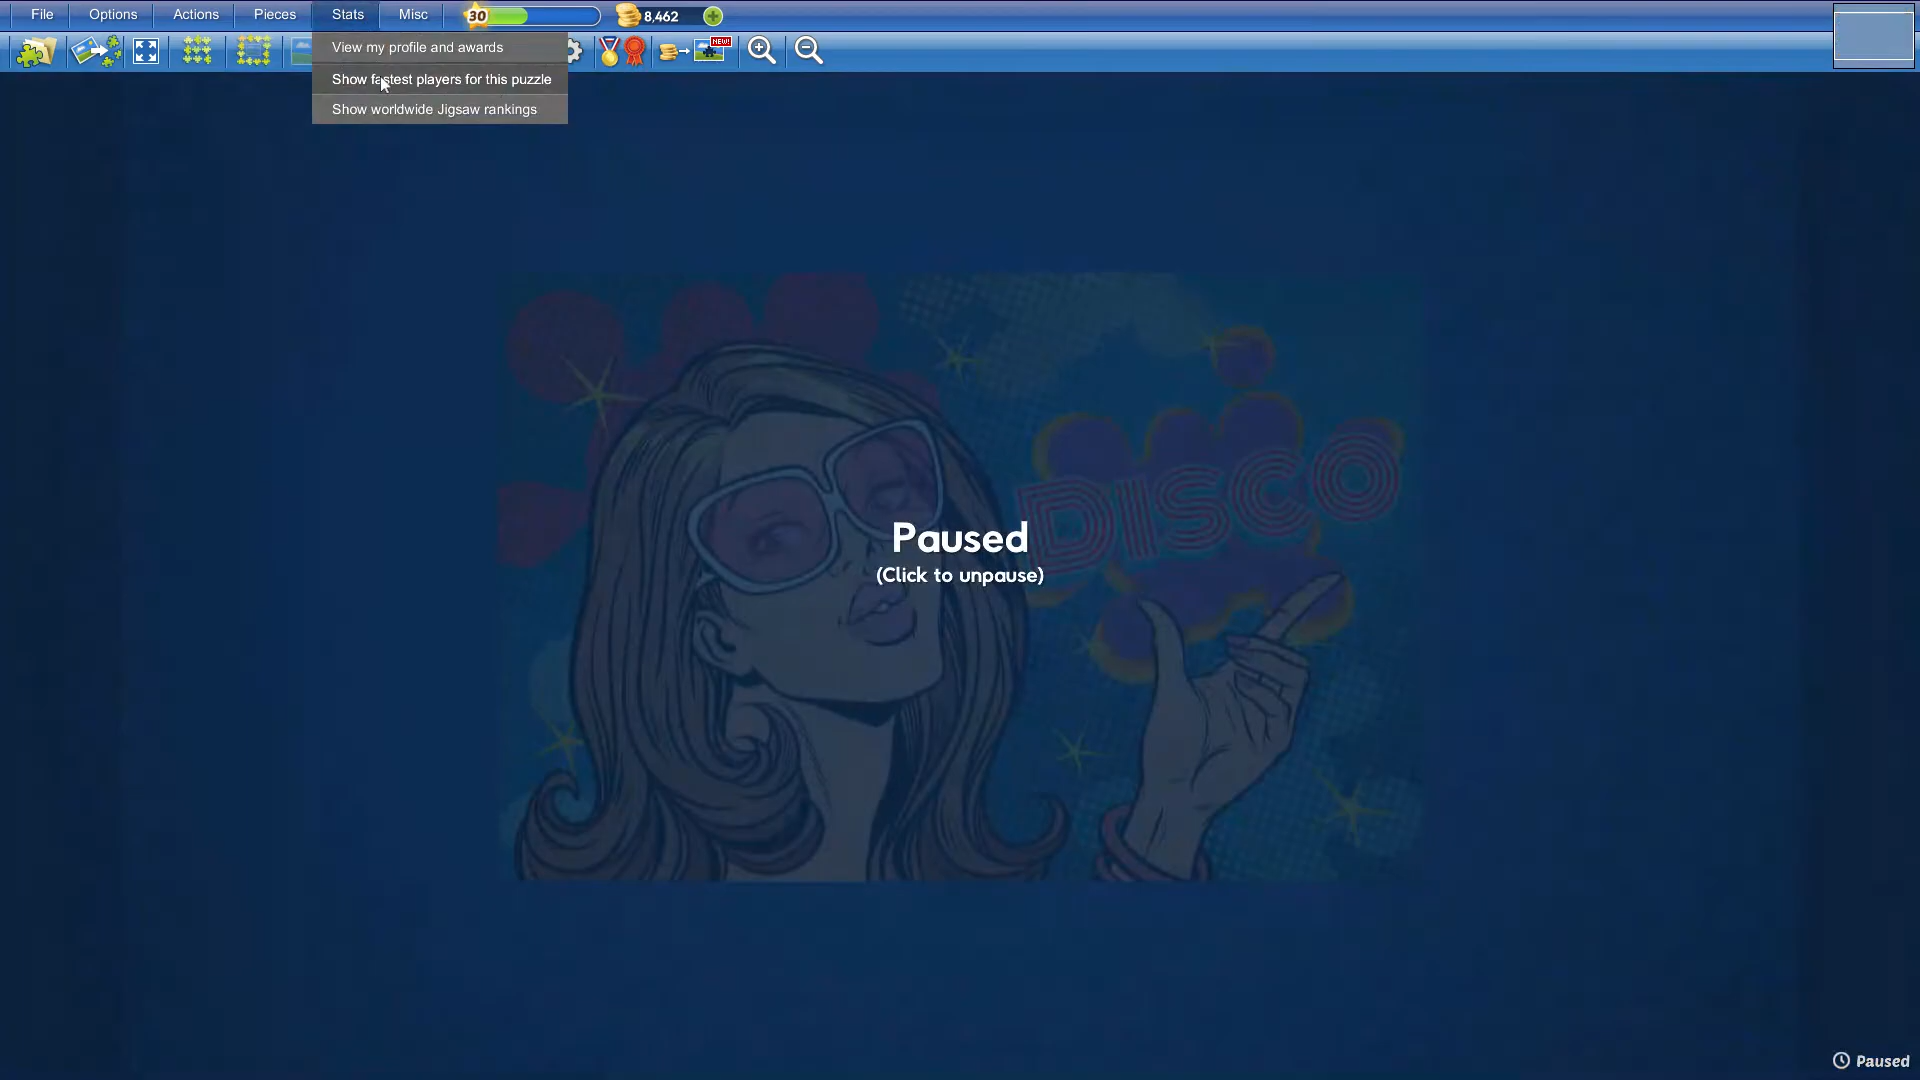 File Options Actions Pieces Stats Misc 30 8,462
NEW!
View my profile and awards
Show fastest players for this puzzle
Show worldwide Jigsaw rankings
DISCO
Paused
(Click to unpause)
Paused